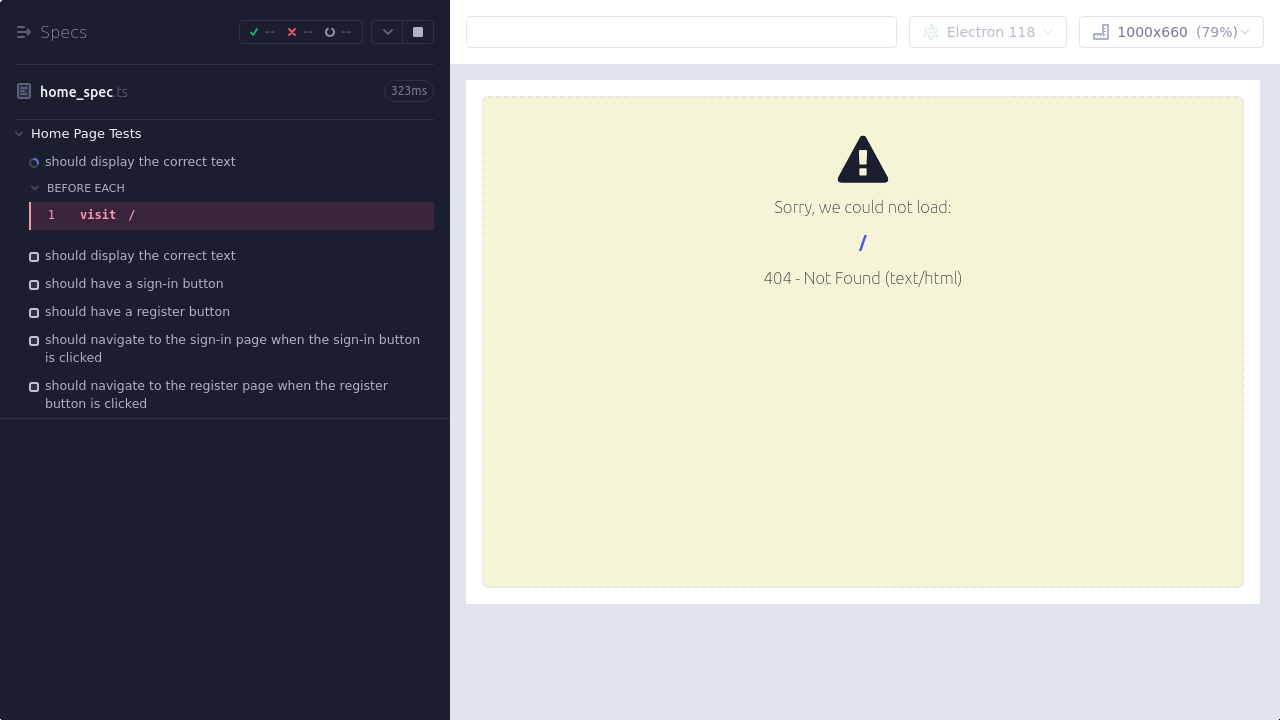 Specs
-- -- --
home_spec.ts
323ms
Home Page Tests
should display the correct text
BEFORE EACH
1 visit /
should display the correct text
should have a sign-in button
should have a register button
should navigate to the sign-in page when the sign-in button
is clicked
should navigate to the register page when the register
button is clicked
Electron 118
1000x660 (79%)
Sorry, we could not load:
/
404 - Not Found (text/html)